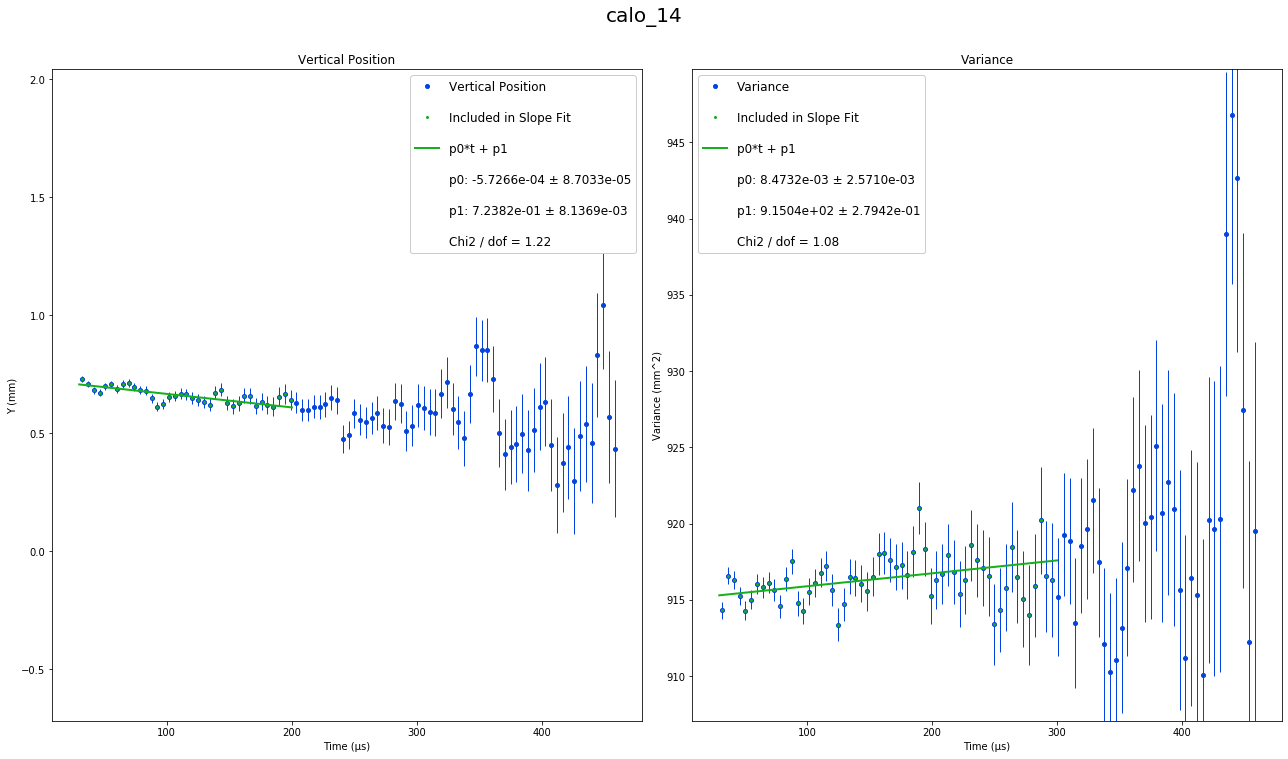 calo_14
Vertical Position
Vertical Position
Included in Slope Fit
p0*t + p1
p0: -5.7266e-04 ± 8.7033e-05
p1: 7.2382e-01 ± 8.1369e-03
Chi2 / dof = 1.22
2.0
1.5
1.0
0.5
0.0
−0.5
Y (mm)
100
200
300
400
Time (μs)
Variance
Variance
Included in Slope Fit
p0*t + p1
p0: 8.4732e-03 ± 2.5710e-03
p1: 9.1504e+02 ± 2.7942e-01
Chi2 / dof = 1.08
945
940
935
930
925
920
915
910
Variance (mm^2)
100
200
300
400
Time (μs)